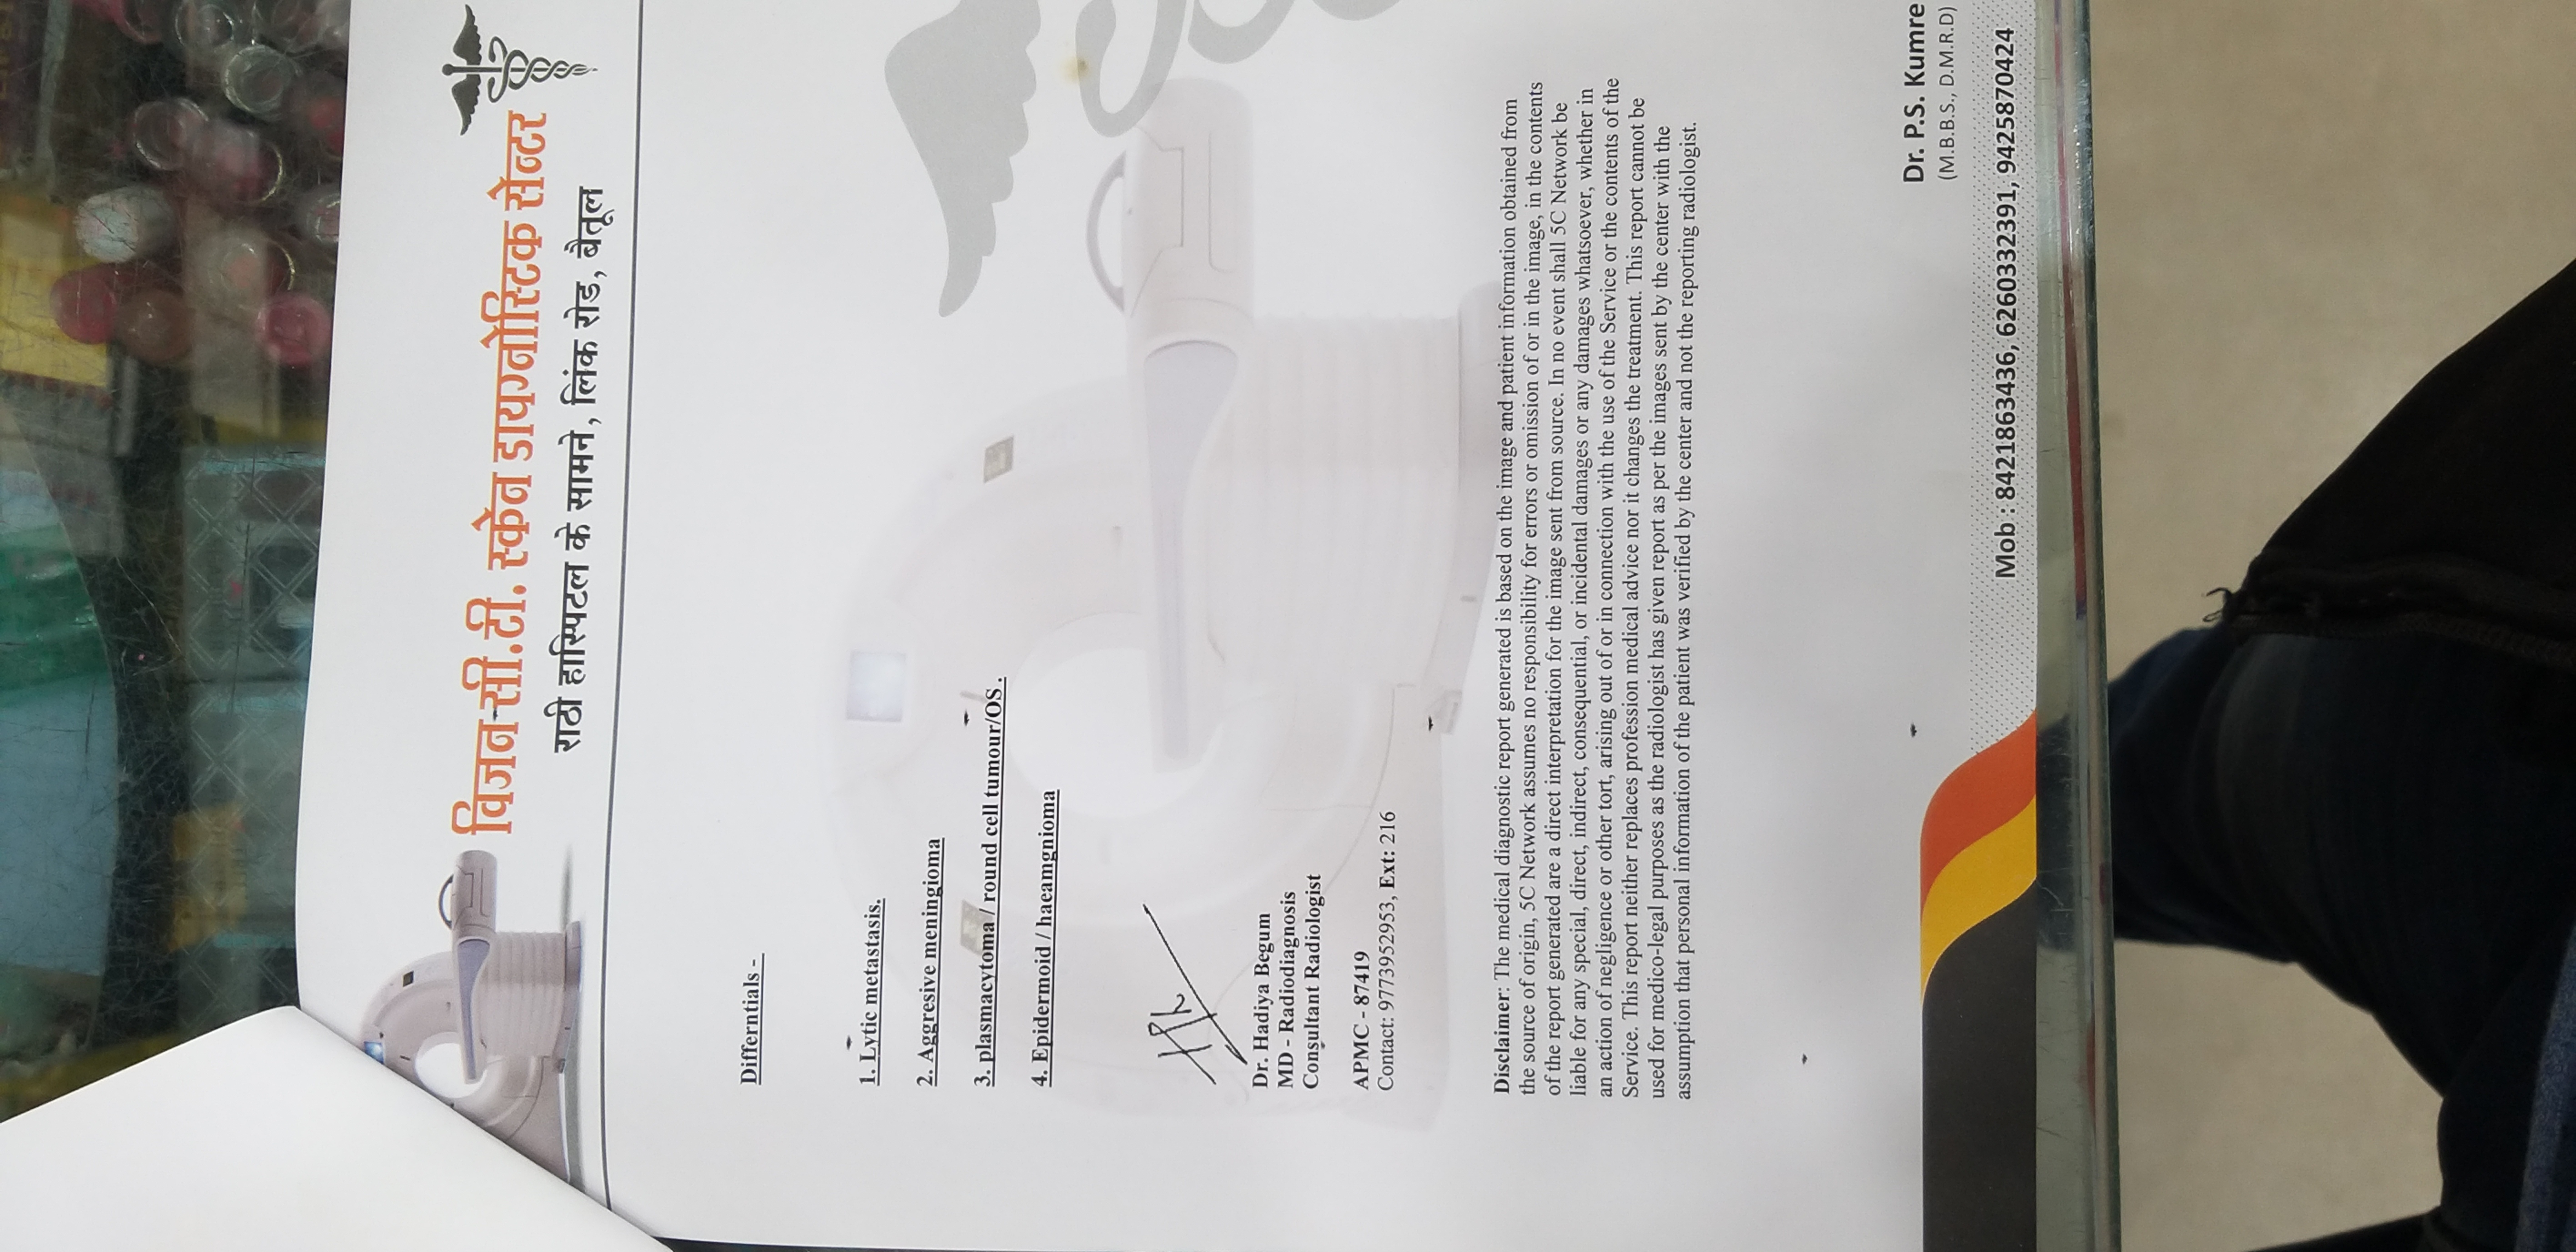 विजन सी.टी. स्केन डायग्नोस्टिक सेन्टर
राठी हास्पिटल के सामने, लिंक रोड, बैतूल
Differntials -
1. Lytic metastasis.
2. Aggresive meningioma
3. plasmacytoma / round cell tumour/OS .
4. Epidermoid / haeamgnioma
Dr. Hadiya Begum
MD - Radiodiagnosis
Consultant Radiologist
APMC - 87419
Contact: 9773952953, Ext: 216
Disclaimer: The medical diagnostic report generated is based on the image and patient information obtained from
the source of origin, 5C Network assumes no responsibility for errors or omission of or in the image, in the contents
of the report generated are a direct interpretation for the image sent from source. In no event shall 5C Network be
liable for any special, direct, indirect, consequential, or incidental damages or any damages whatsoever, whether in
an action of negligence or other tort, arising out of or in connection with the use of the Service or the contents of the
Service. This report neither replaces profession medical advice nor it changes the treatment. This report cannot be
used for medico-legal purposes as the radiologist has given report as per the images sent by the center with the
assumption that personal information of the patient was verified by the center and not the reporting radiologist.
Dr. P.S. Kumre
(M.B.B.S., D.M.R.D)
Mob : 8421863436, 6260332391, 9425870424